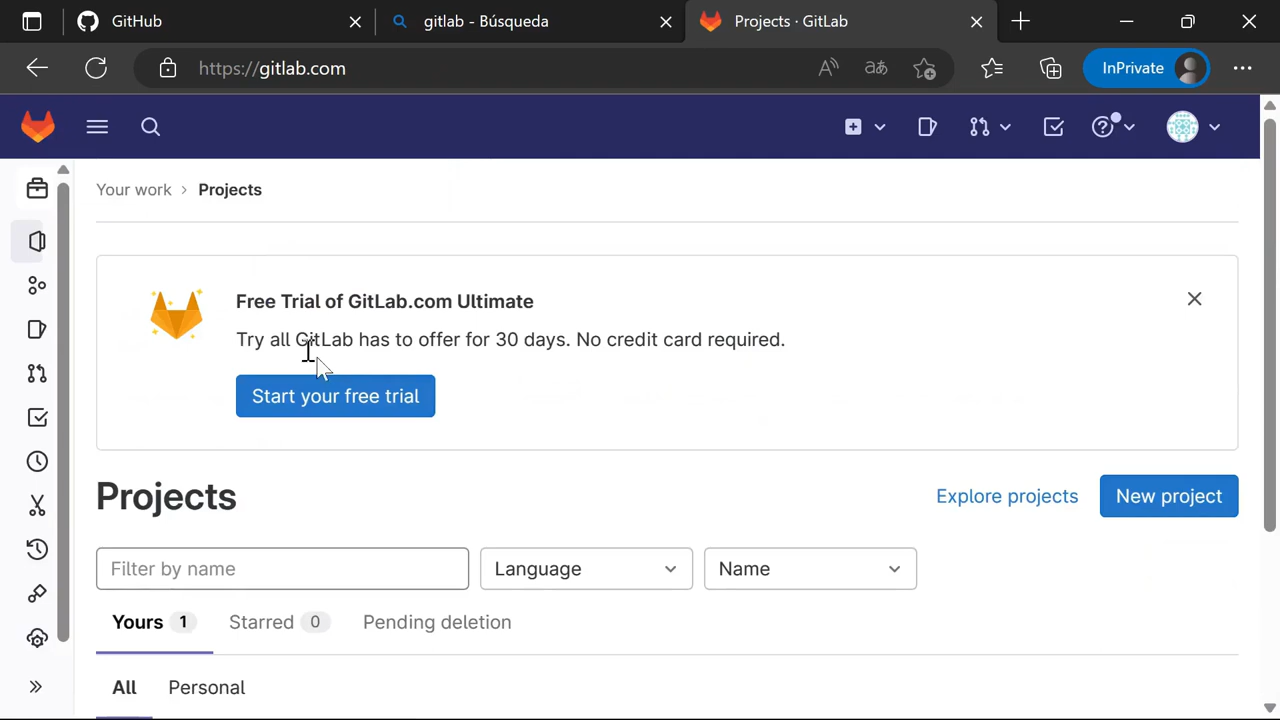 GitHub
gitlab - Búsqueda
Projects · GitLab
https://gitlab.com
A
aあ
InPrivate
Your work › Projects
Free Trial of GitLab.com Ultimate
Try all GitLab has to offer for 30 days. No credit card required.
Start your free trial
Projects
Explore projects
New project
Filter by name
Language
Name
Yours 1
Starred 0
Pending deletion
All
Personal